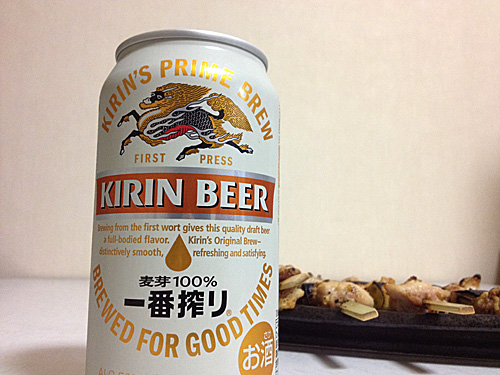 KIRIN'S PRIME BREW
FIRST PRESS
KIRIN BEER
Brewing from the first wort gives this quality draft beer
a full-bodied flavor. Kirin's Original Brew–
distinctively smooth, refreshing and satisfying.
麦芽100%
一番搾り®
BREWED FOR GOOD TIMES
お酒